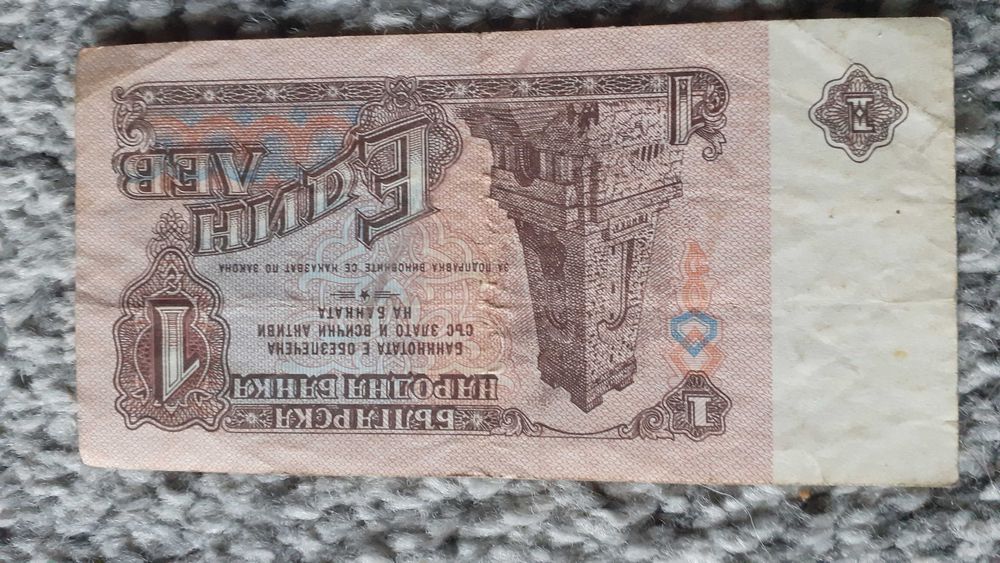 1
БЪЛГАРСКА
НАРОДНА БАНКА
БАНКНОТАТА Е ОБЕЗПЕЧЕНА
СЪС ЗЛАТО И ВСИЧКИ АКТИВИ
НА БАНКАТА
ЗА ПОДПРАВКА ВИНОВНИТЕ СЕ НАКАЗВАТ ПО ЗАКОНА
ЕДИН
ЛЕВ
1
1
1